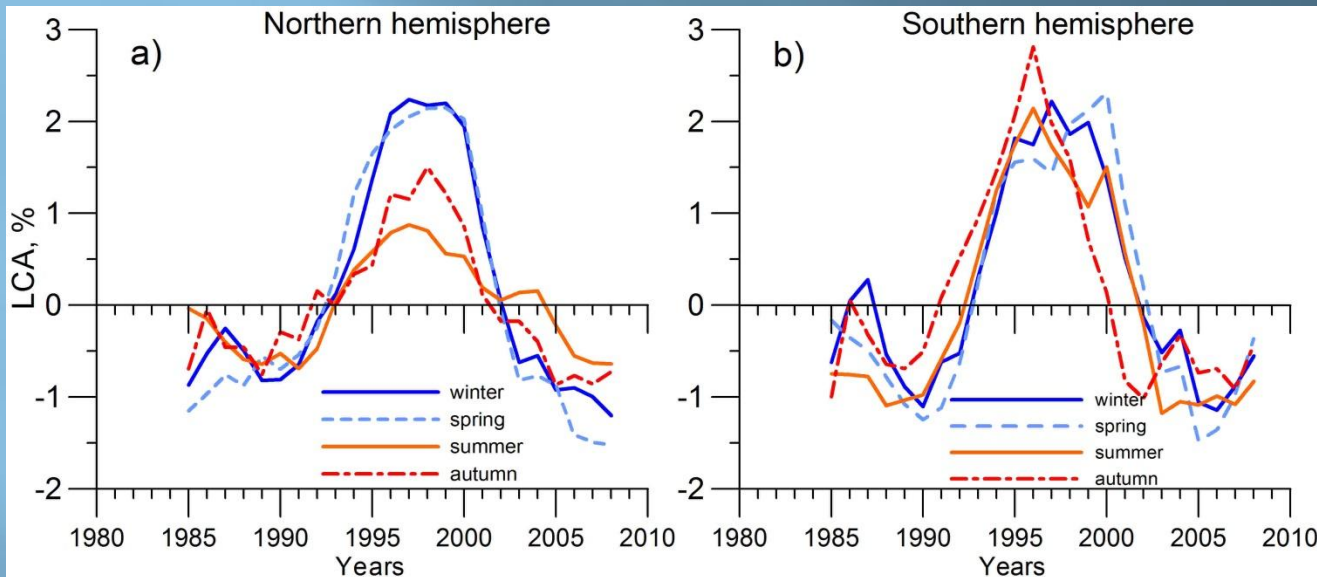 Northern hemisphere
a)
LCA, %
3
2
1
0
-1
-2
winter
spring
summer
autumn
1980 1985 1990 1995 2000 2005 2010
Years
Southern hemisphere
b)
3
2
1
0
-1
-2
winter
spring
summer
autumn
1980 1985 1990 1995 2000 2005 2010
Years